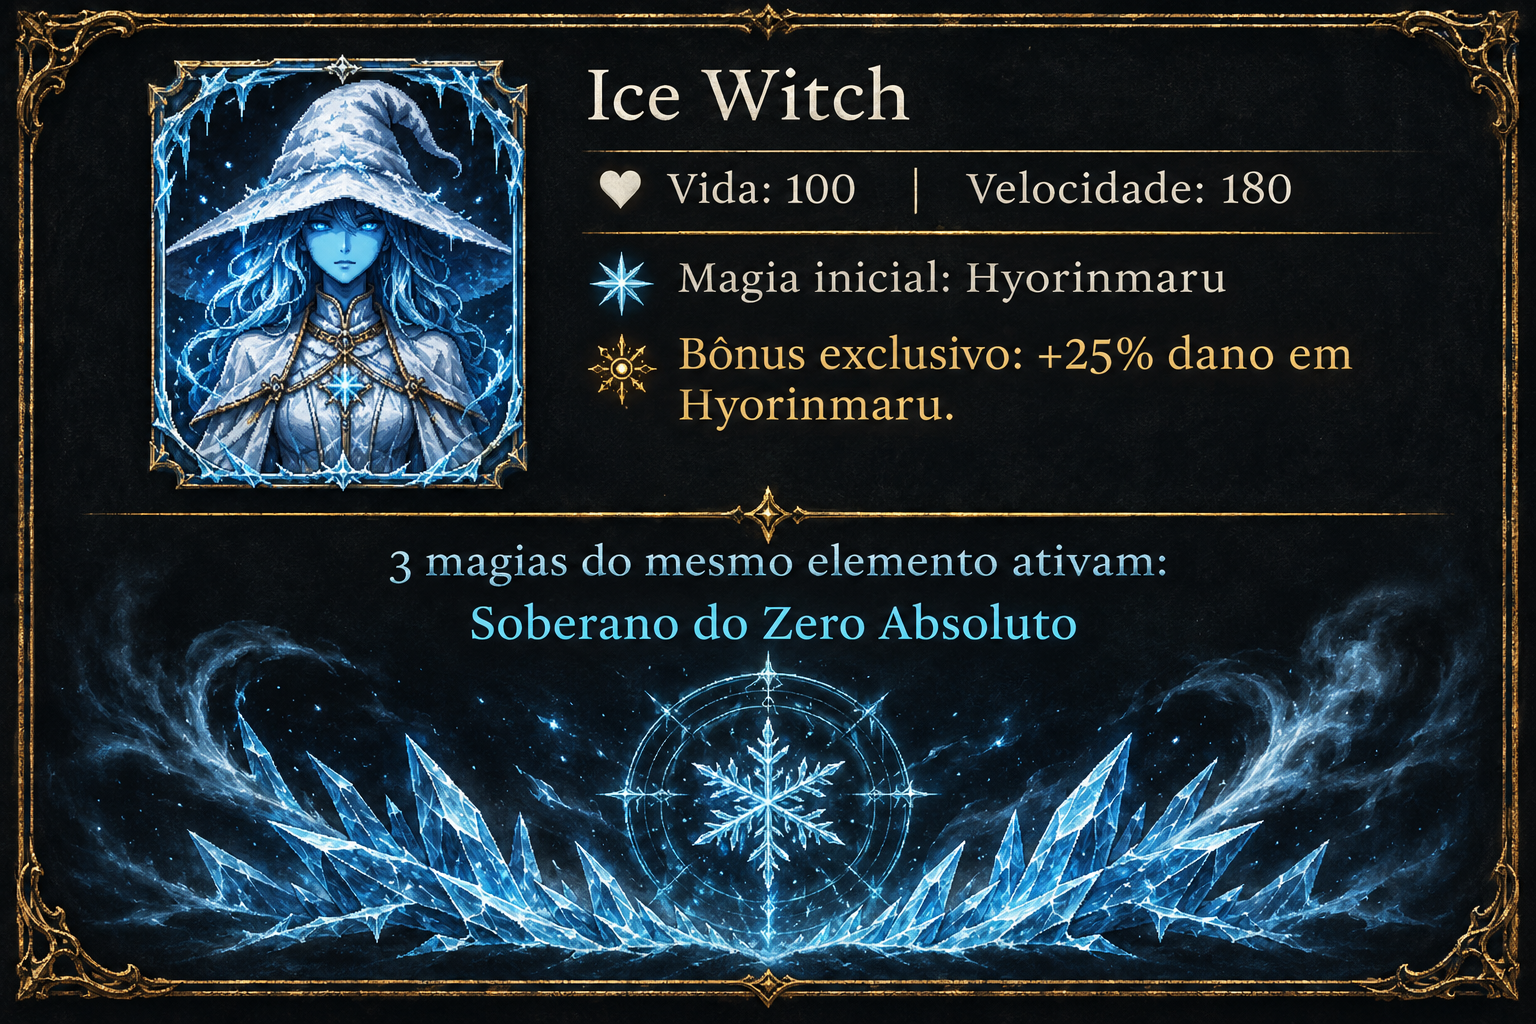 Ice Witch
Vida: 100 | Velocidade: 180
Magia inicial: Hyorinmaru
Bônus exclusivo: +25% dano em
Hyorinmaru.
3 magias do mesmo elemento ativam:
Soberano do Zero Absoluto